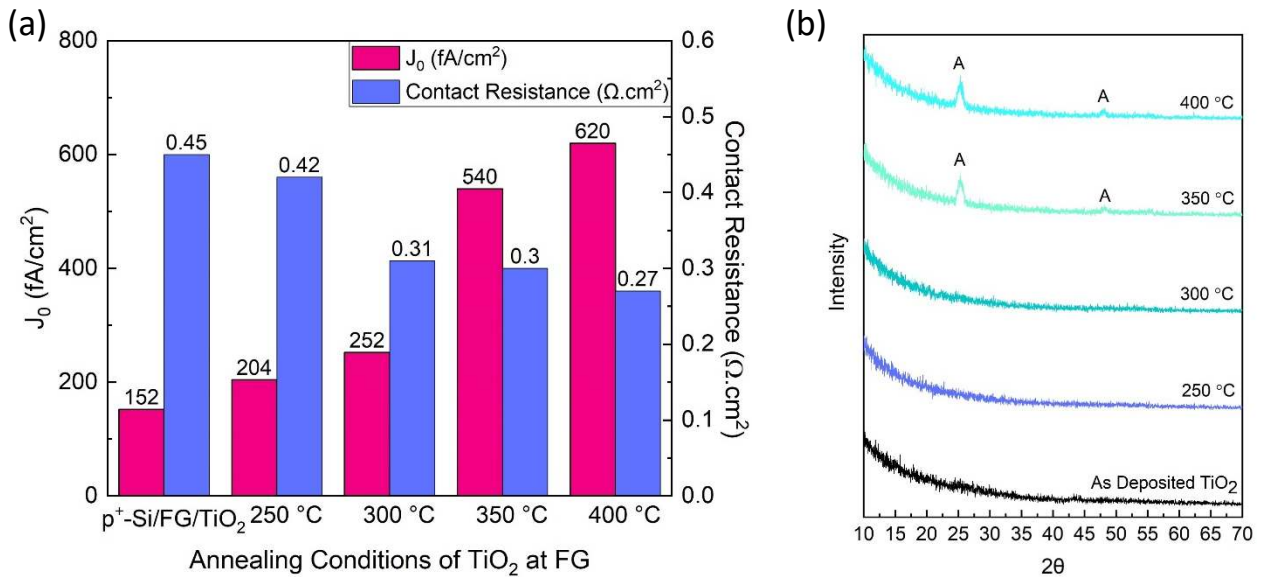 (a)
J₀ (fA/cm²)
Contact Resistance (Ω.cm²)
800
600
400
200
0
J₀ (fA/cm²)
0.6
0.5
0.4
0.3
0.2
0.1
0.0
Contact Resistance (Ω.cm²)
152
0.45
204
0.42
252
0.31
540
0.3
620
0.27
p⁺-Si/FG/TiO₂ 250 °C 300 °C 350 °C 400 °C
Annealing Conditions of TiO₂ at FG
(b)
A
A
400 °C
A
A
350 °C
300 °C
250 °C
As Deposited TiO₂
Intensity
10 15 20 25 30 35 40 45 50 55 60 65 70
2θ